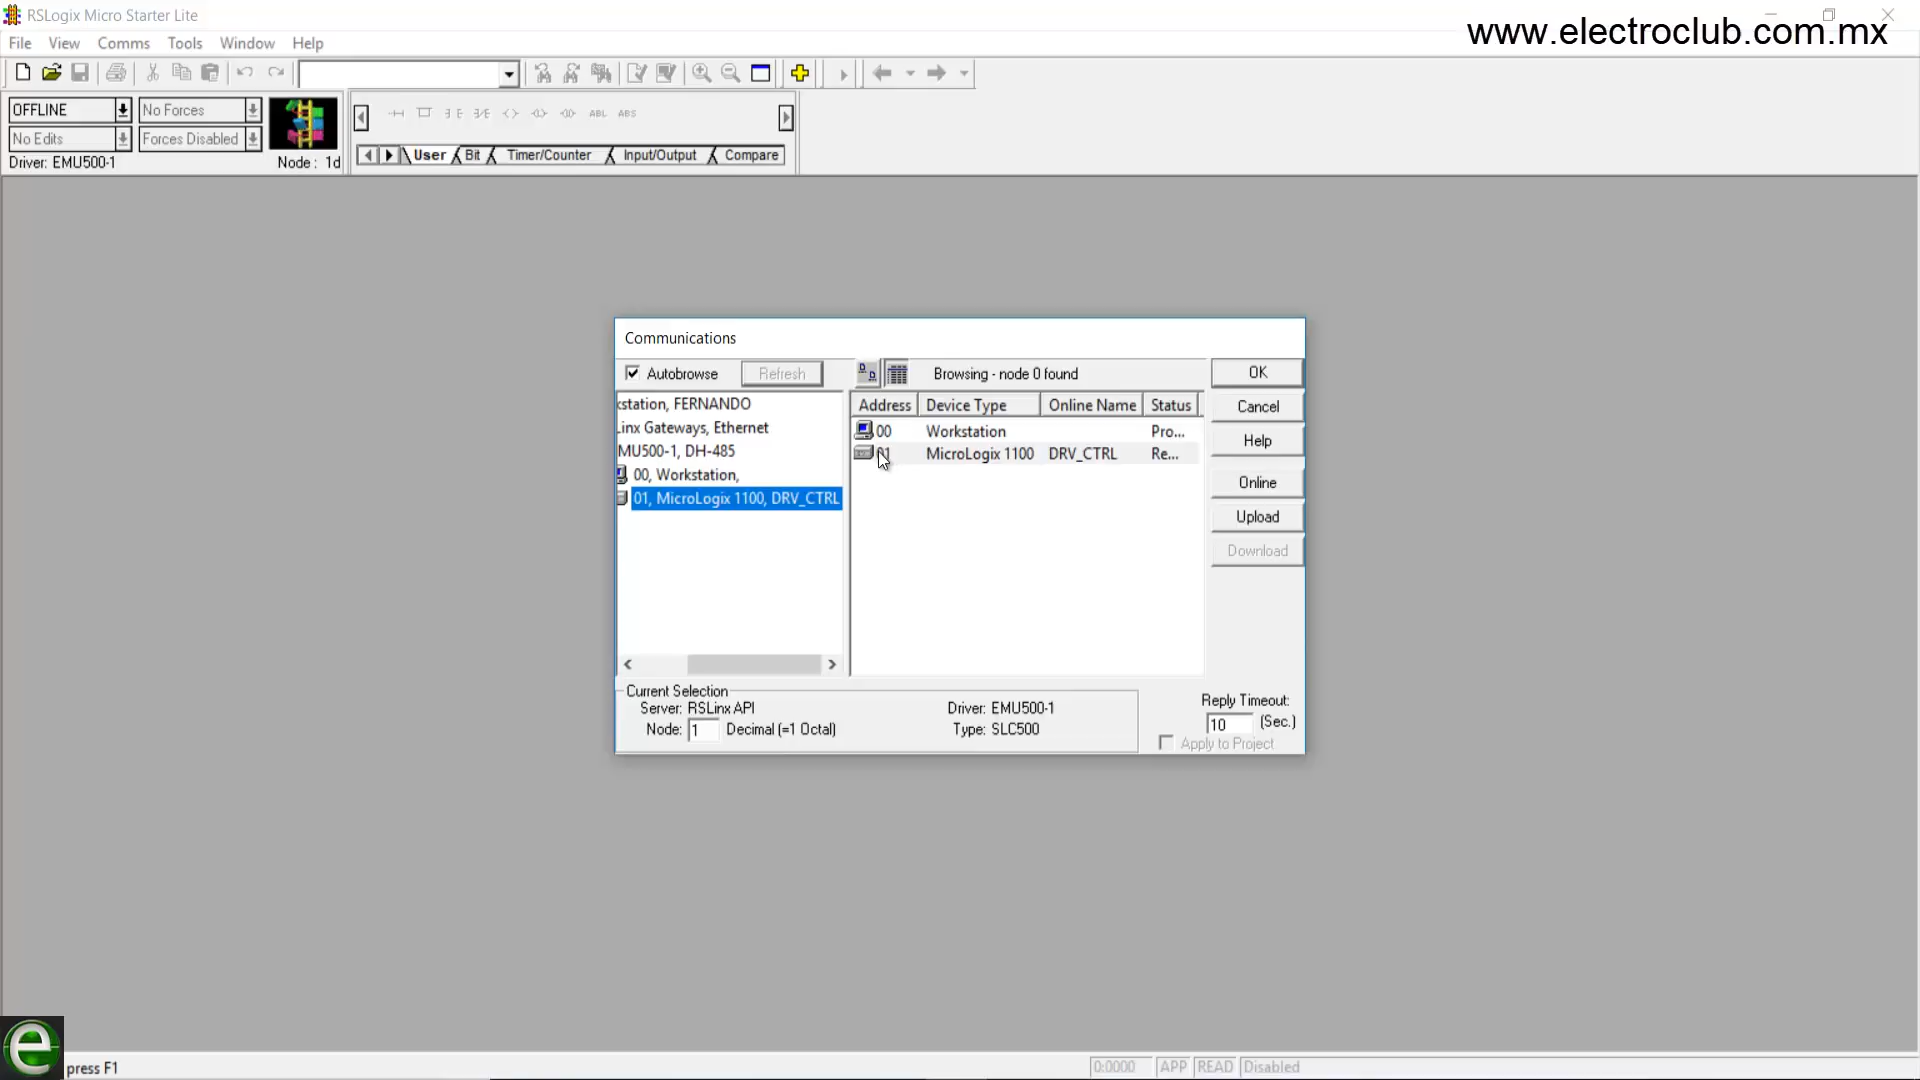 RSLogix Micro Starter Lite
www.electroclub.com.mx
File View Comms Tools Window Help
OFFLINE No Forces
No Edits Forces Disabled
Driver: EMU500-1 Node : 1d
ABL ABS
User Bit Timer/Counter Input/Output Compare
Communications
Autobrowse Refresh Browsing - node 0 found
OK
Cancel
Help
Online
Upload
Download
kstation, FERNANDO
Linx Gateways, Ethernet
MU500-1, DH-485
00, Workstation,
01, MicroLogix 1100, DRV_CTRL
Address Device Type Online Name Status
00 Workstation Pro...
01 MicroLogix 1100 DRV_CTRL Re...
Current Selection
Server: RSLinx API Driver: EMU500-1
Node: 1 Decimal (=1 Octal) Type: SLC500
Reply Timeout:
10 (Sec.)
Apply to Project
e
press F1
0:0000 APP READ Disabled